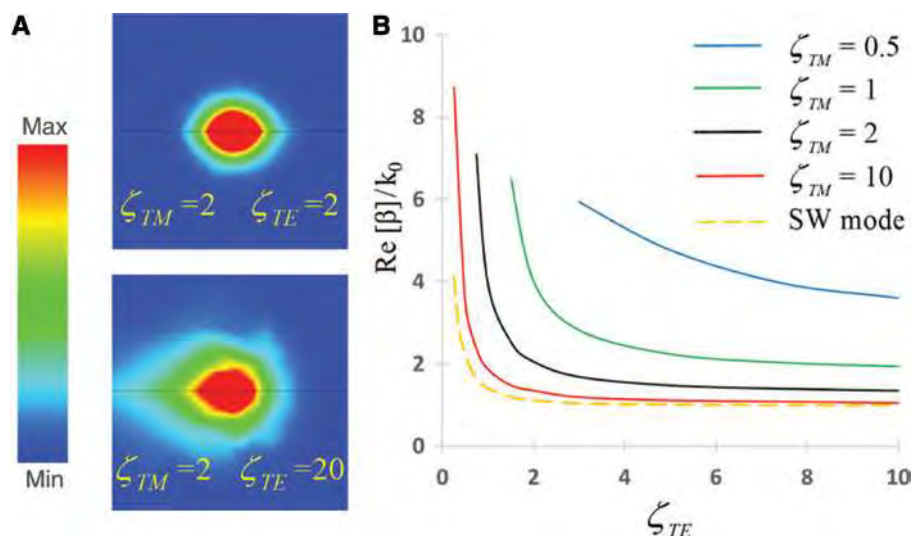 A
Max
Min
ζTM=2 ζTE=2
ζTM=2 ζTE=20
B
10
8
6
4
2
0
Re [β]/k0
0 2 4 6 8 10
ζTE
ζTM = 0.5
ζTM = 1
ζTM = 2
ζTM = 10
SW mode